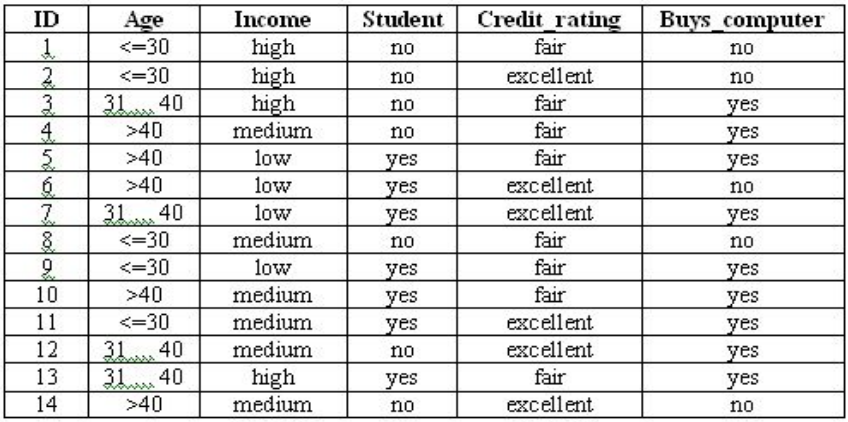 ID Age Income Student Credit_rating Buys_computer
1 <=30 high no fair no
2 <=30 high no excellent no
3 31....40 high no fair yes
4 >40 medium no fair yes
5 >40 low yes fair yes
6 >40 low yes excellent no
7 31....40 low yes excellent yes
8 <=30 medium no fair no
9 <=30 low yes fair yes
10 >40 medium yes fair yes
11 <=30 medium yes excellent yes
12 31....40 medium no excellent yes
13 31....40 high yes fair yes
14 >40 medium no excellent no